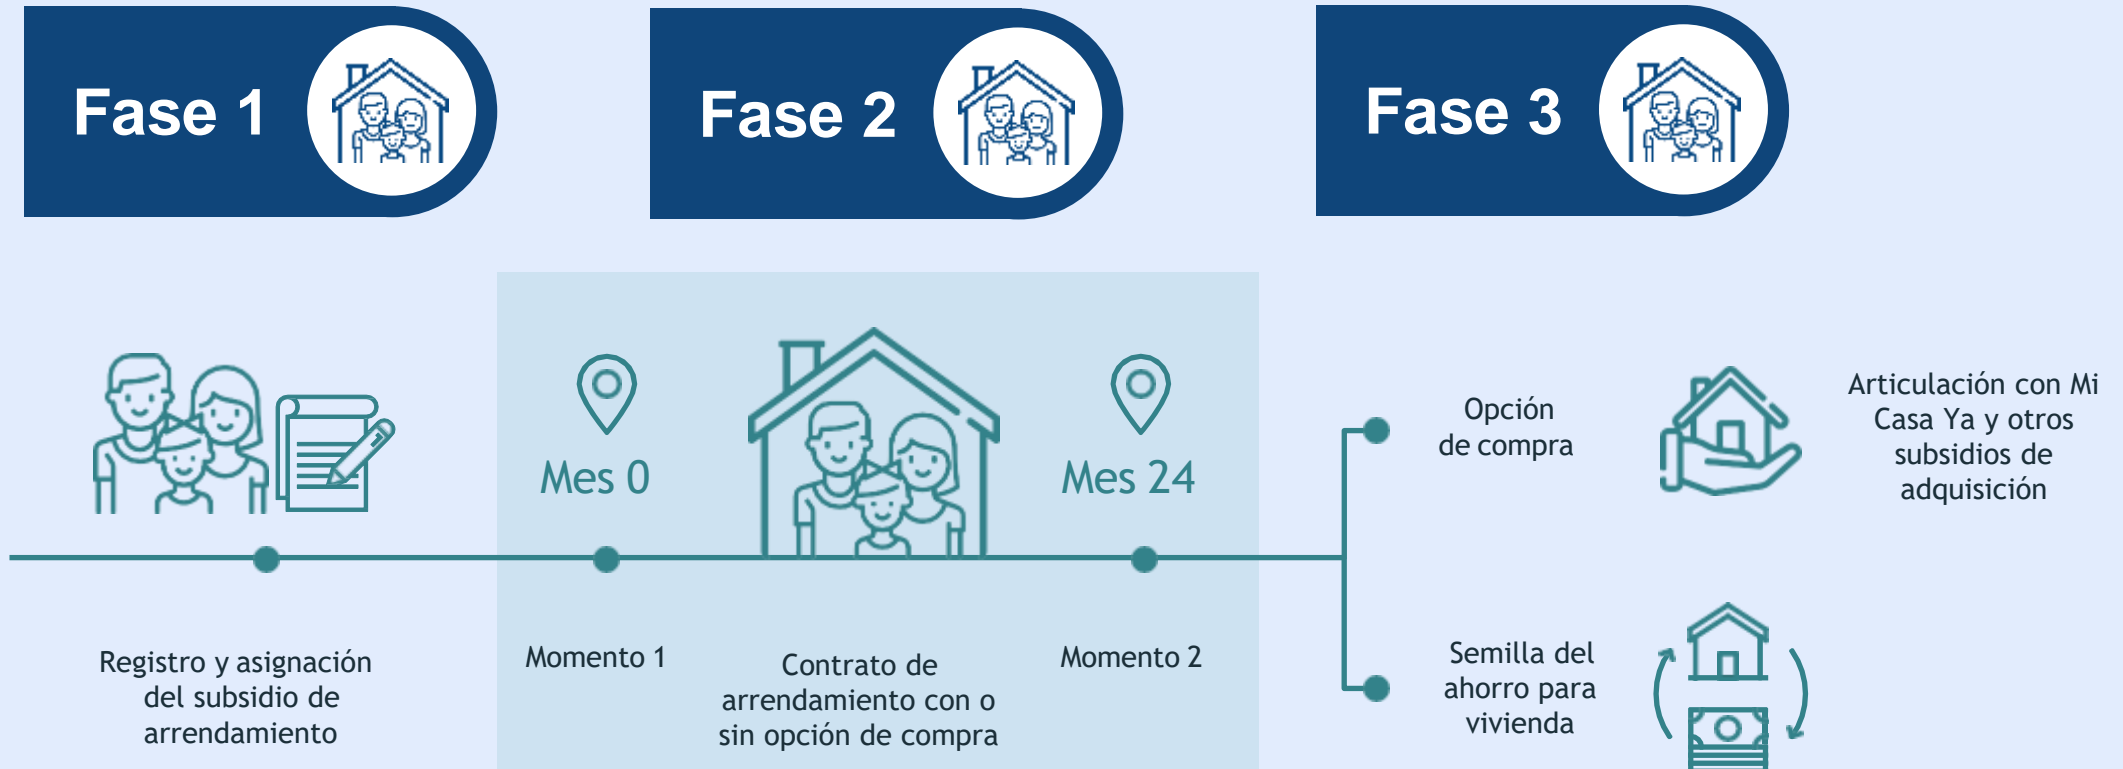 Fase 1
Fase 2
Fase 3
Mes 0
Mes 24
Registro y asignación
del subsidio de
arrendamiento
Momento 1
Contrato de
arrendamiento con o
sin opción de compra
Momento 2
Opción
de compra
Articulación con Mi
Casa Ya y otros
subsidios de
adquisición
Semilla del
ahorro para
vivienda